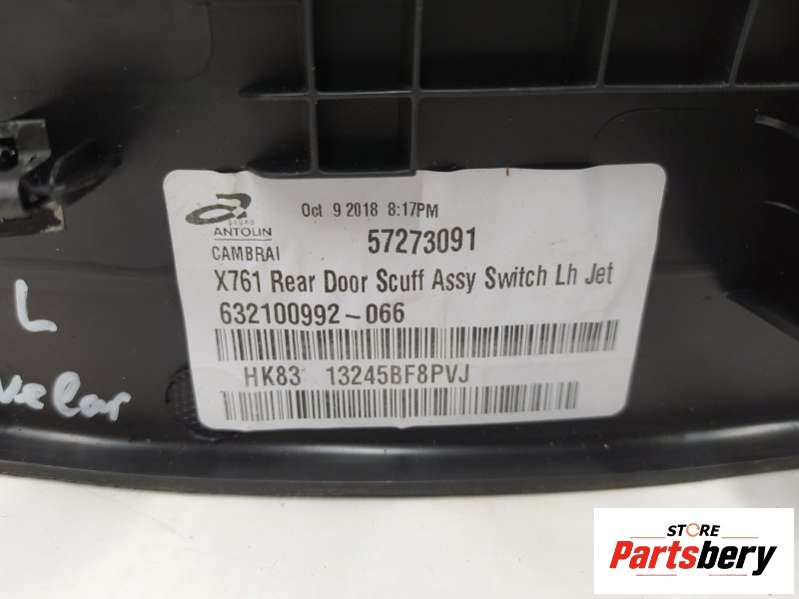 Oct 9 2018 8:17PM
GRUPO
ANTOLIN
57273091
CAMBRAI
X761 Rear Door Scuff Assy Switch Lh Jet
632100992-066
HK83 13245BF8PVJ
L
velar
STORE
Partsbery